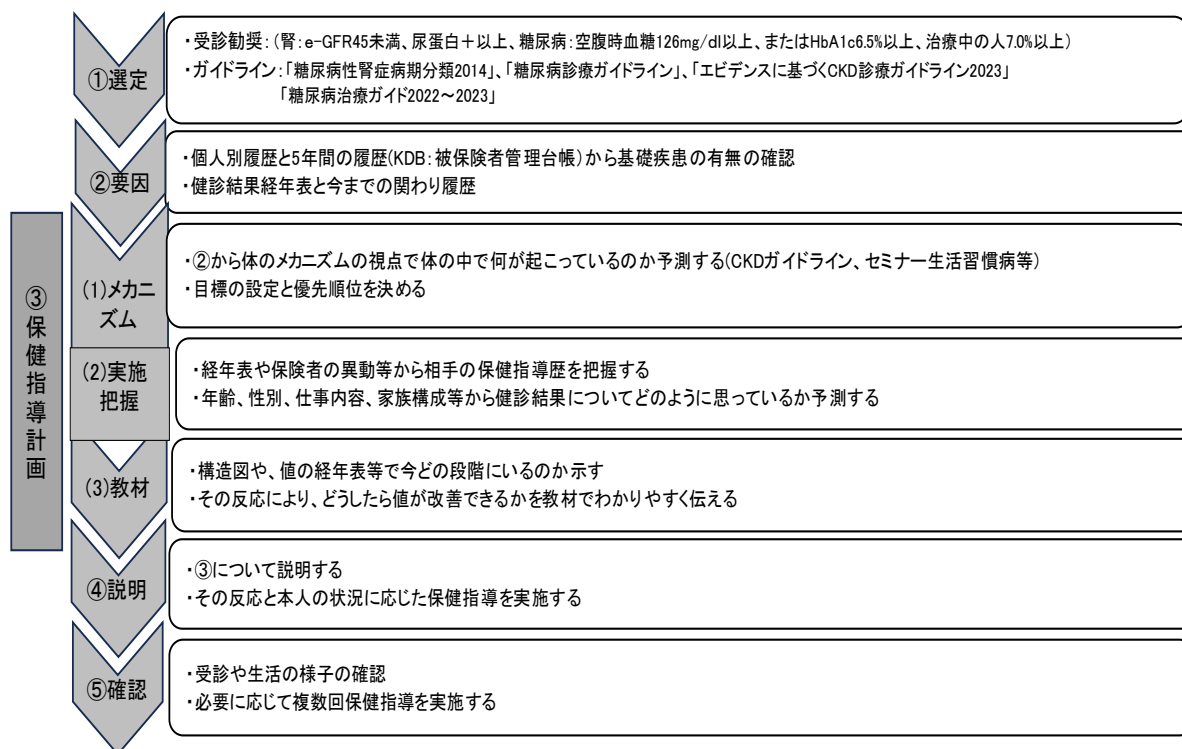 ①選定
・受診勧奨：（腎：e-GFR45未満、尿蛋白＋以上、糖尿病：空腹時血糖126mg/dl以上、またはHbA1c6.5%以上、治療中の人7.0%以上）
・ガイドライン：「糖尿病性腎症病期分類2014」、「糖尿病診療ガイドライン」、「エビデンスに基づくCKD診療ガイドライン2023」
「糖尿病治療ガイド2022～2023」
②要因
・個人別履歴と5年間の履歴(KDB：被保険者管理台帳)から基礎疾患の有無の確認
・健診結果経年表と今までの関わり履歴
③保健指導計画
(1)メカニ
ズム
・②から体のメカニズムの視点で体の中で何が起こっているのか予測する(CKDガイドライン、セミナー生活習慣病等)
・目標の設定と優先順位を決める
(2)実施
把握
・経年表や保険者の異動等から相手の保健指導歴を把握する
・年齢、性別、仕事内容、家族構成等から健診結果についてどのように思っているか予測する
(3)教材
・構造図や、値の経年表等で今どの段階にいるのか示す
・その反応により、どうしたら値が改善できるかを教材でわかりやすく伝える
④説明
・③について説明する
・その反応と本人の状況に応じた保健指導を実施する
⑤確認
・受診や生活の様子の確認
・必要に応じて複数回保健指導を実施する